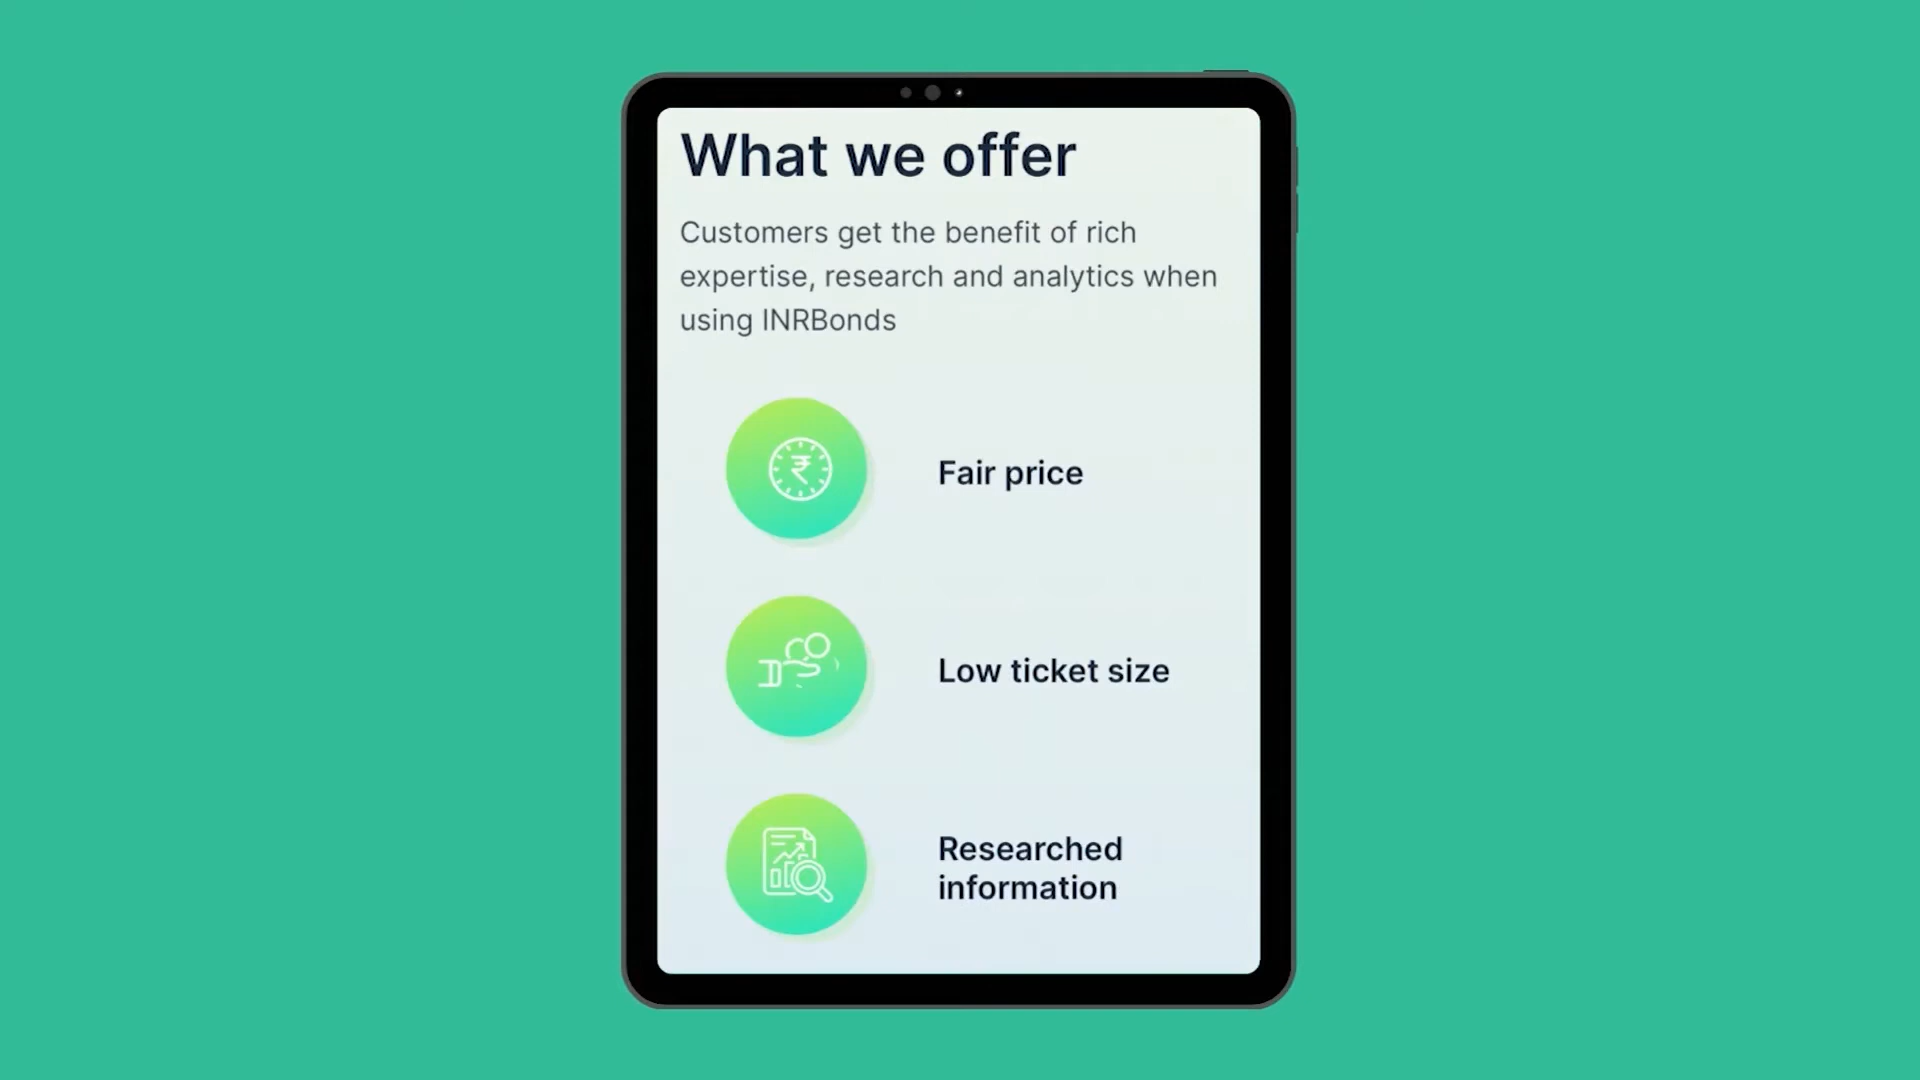 What we offer
Customers get the benefit of rich
expertise, research and analytics when
using INRBonds
₹
Fair price
Low ticket size
Researched
information